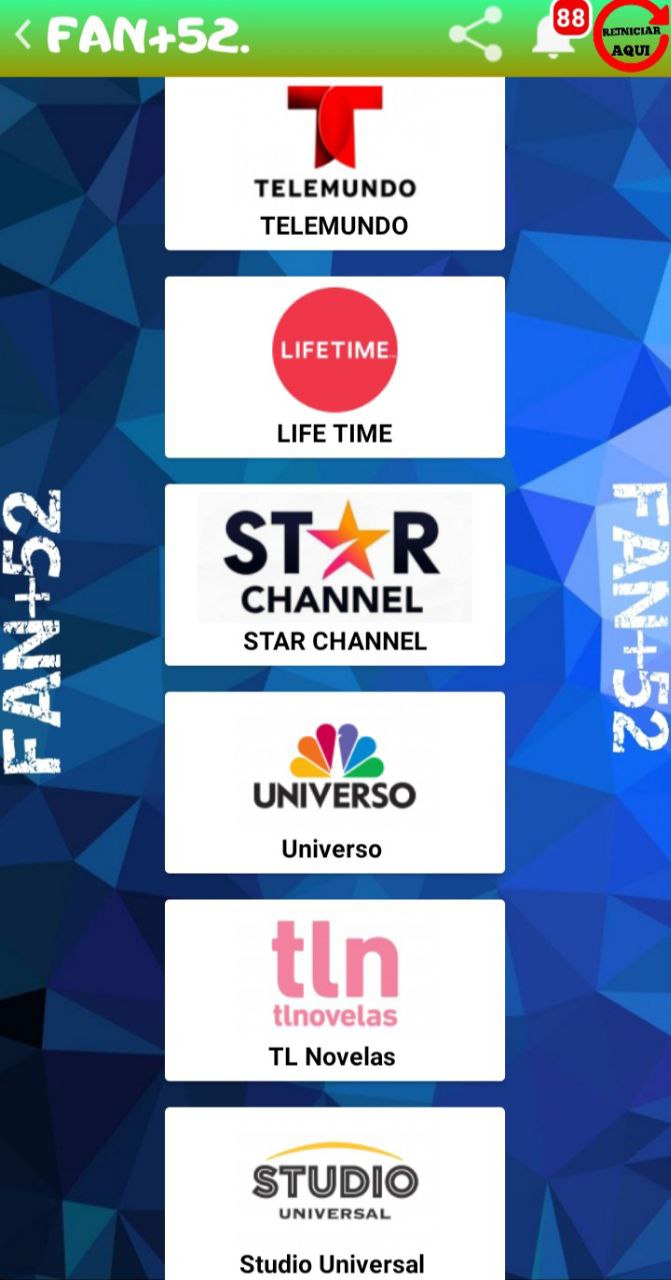 FAN+52.
88
REINICIAR
AQUI
TELEMUNDO
TELEMUNDO
LIFETIME
LIFE TIME
STAR
CHANNEL
STAR CHANNEL
FAN+52
FAN+52
UNIVERSO
Universo
tln
tlnovelas
TL Novelas
STUDIO
UNIVERSAL
Studio Universal